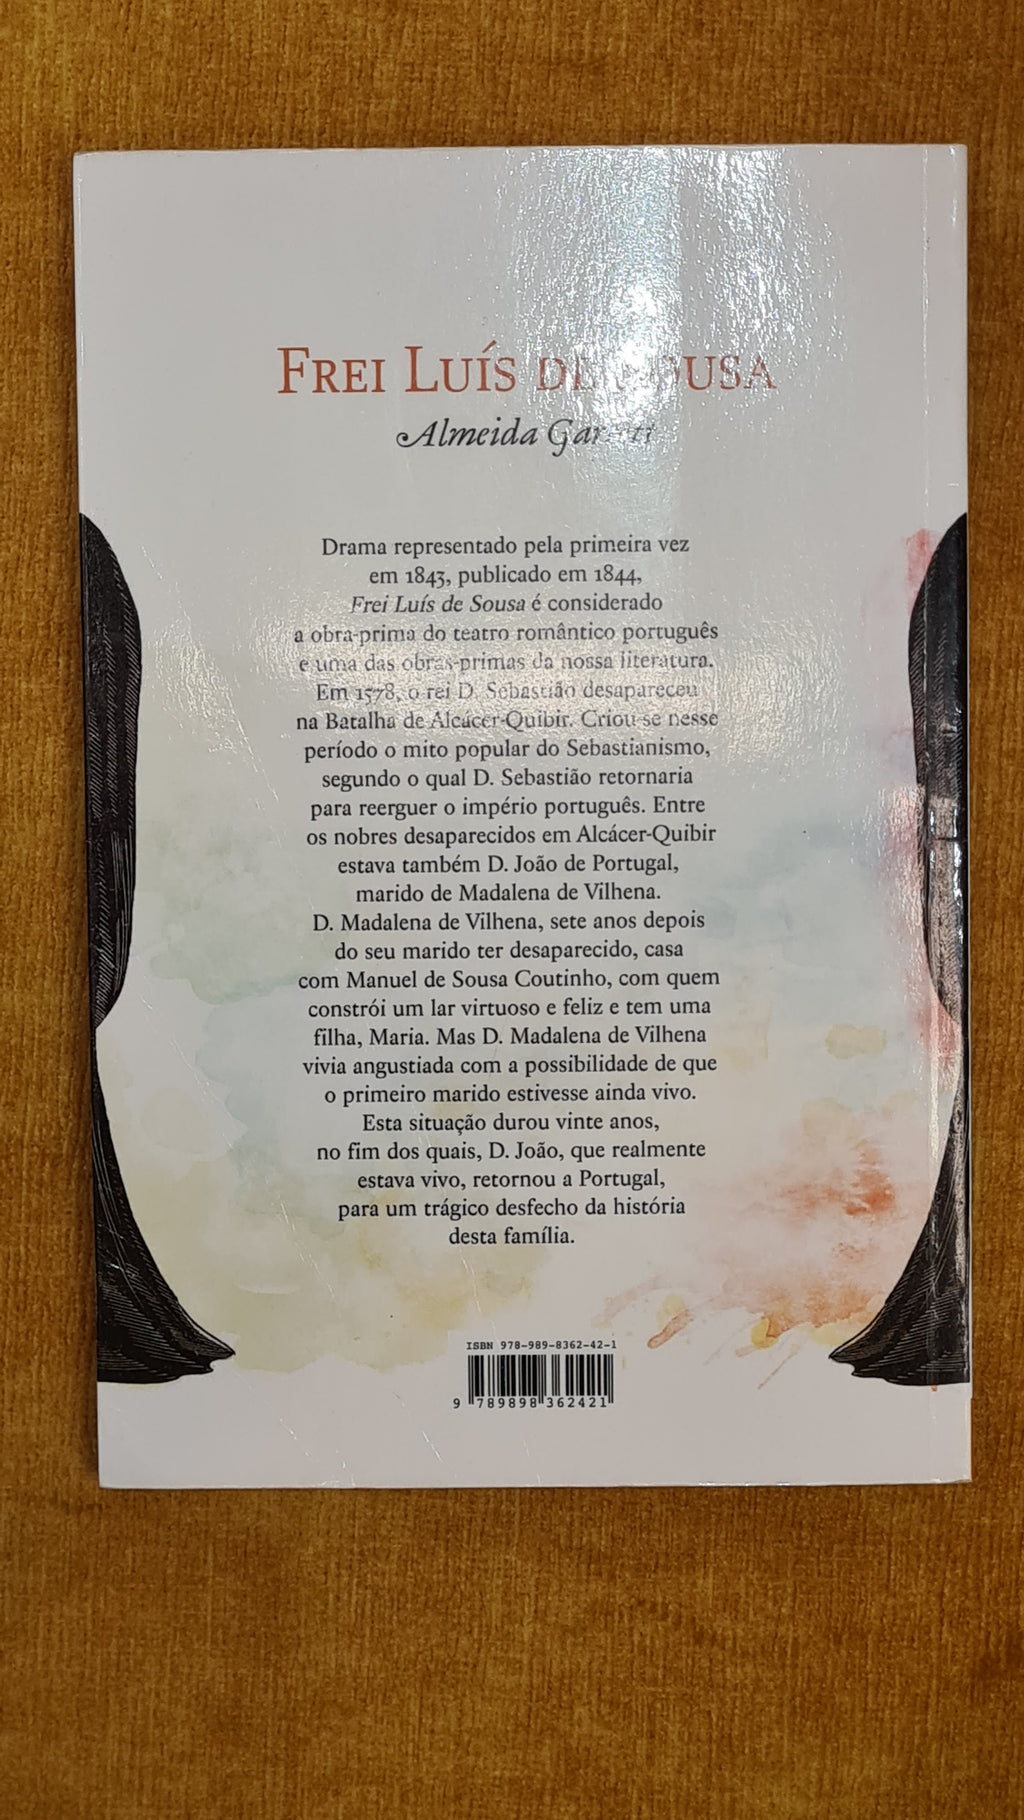 FREI LUÍS DE SOUSA
Almeida Garrett
Drama representado pela primeira vez
em 1843, publicado em 1844,
Frei Luís de Sousa é considerado
a obra-prima do teatro romântico português
e uma das obras-primas da nossa literatura.
Em 1578, o rei D. Sebastião desapareceu
na Batalha de Alcácer-Quibir. Criou-se nesse
período o mito popular do Sebastianismo,
segundo o qual D. Sebastião retornaria
para reerguer o império português. Entre
os nobres desaparecidos em Alcácer-Quibir
estava também D. João de Portugal,
marido de Madalena de Vilhena.
D. Madalena de Vilhena, sete anos depois
do seu marido ter desaparecido, casa
com Manuel de Sousa Coutinho, com quem
constrói um lar virtuoso e feliz e tem uma
filha, Maria. Mas D. Madalena de Vilhena
vivia angustiada com a possibilidade de que
o primeiro marido estivesse ainda vivo.
Esta situação durou vinte anos,
no fim dos quais, D. João, que realmente
estava vivo, retornou a Portugal,
para um trágico desfecho da história
desta família.
ISBN 978-989-8362-42-1
9 789898 362421